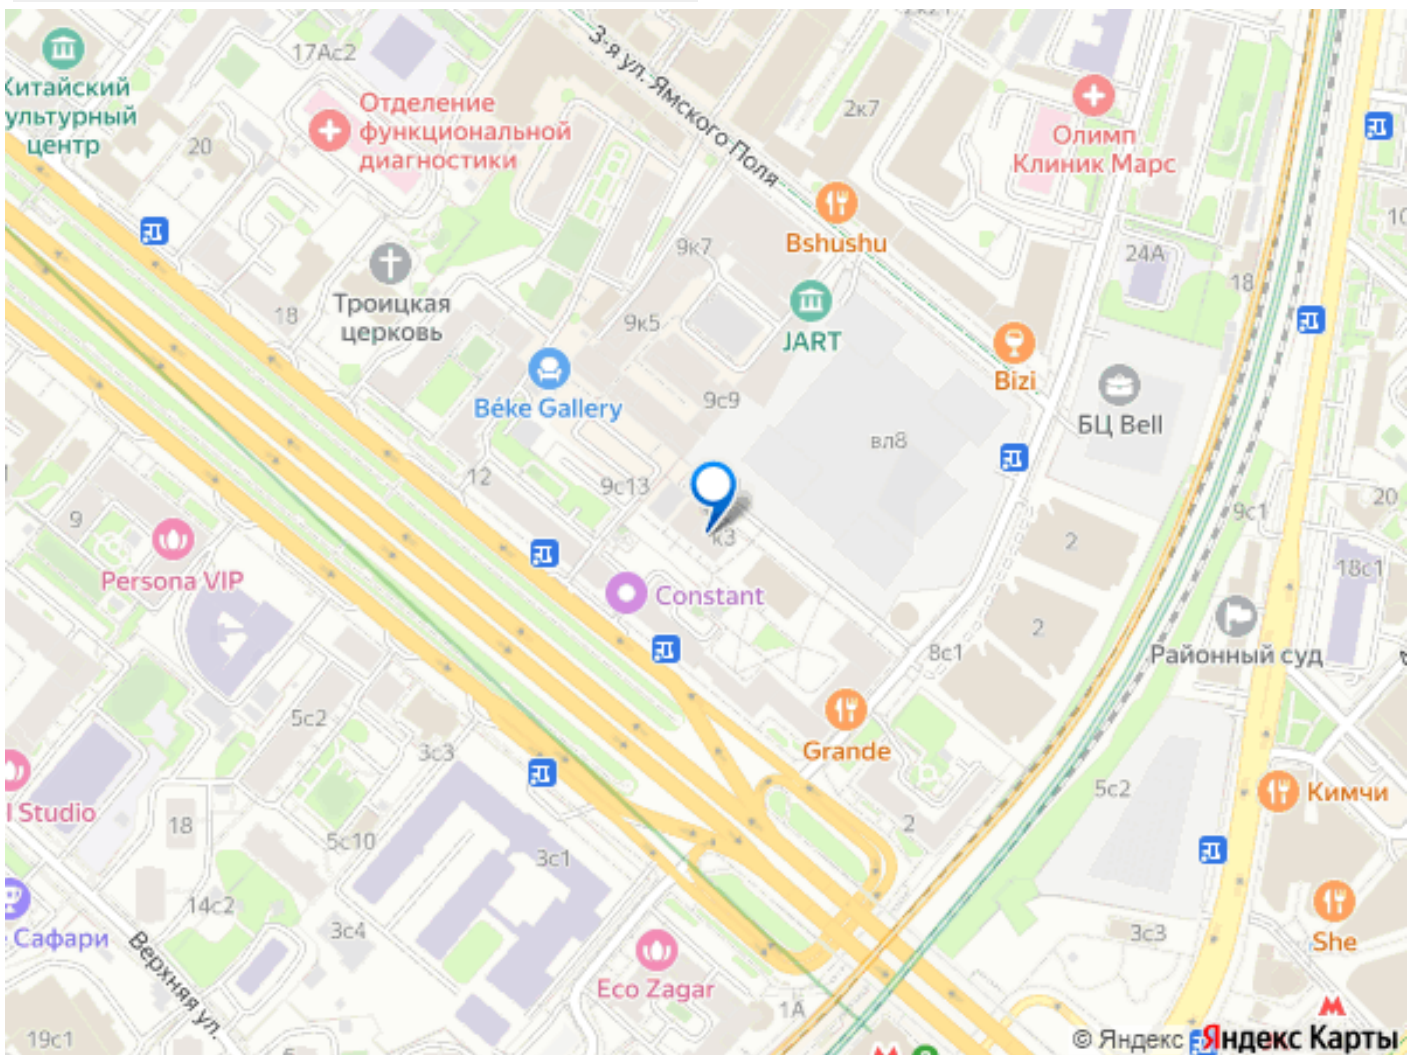 17Ас2
Китайский
культурный
центр
20
Отделение
функциональной
диагностики
3-я ул. Ямского Поля
2к7
Олимп
Клиник Марс
10
Bshushu
24А
18
9к7
Троицкая
церковь
18
9к5
JART
Bizi
БЦ Bell
Béke Gallery
9с9
вл8
12
9с13
к3
20
9с1
9
2
Persona VIP
Constant
18с1
2
8с1
Районный суд
5с2
3с3
Grande
l Studio
18
5с10
3с1
2
5с2
Кимчи
14с2
3с4
Сафари
Верхняя ул.
3с3
She
Eco Zagar
1А
19с1
5
© Яндекс
Яндекс Карты